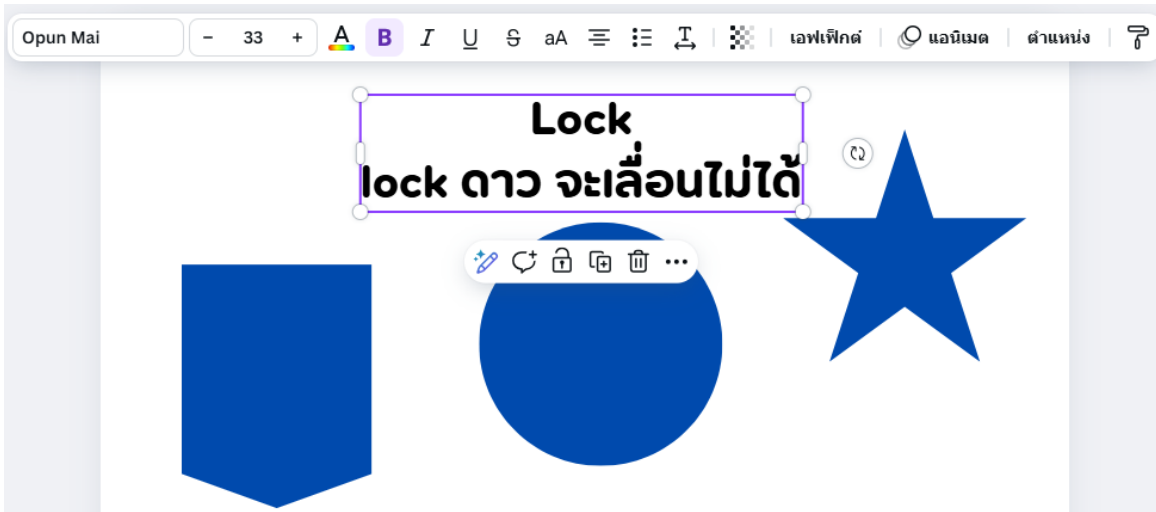 Opun Mai
– 33 + A B I U S aA เอฟเฟ็กต์ แอนิเมต ตำแหน่ง
Lock
lock ดาว จะเลื่อนไม่ได้